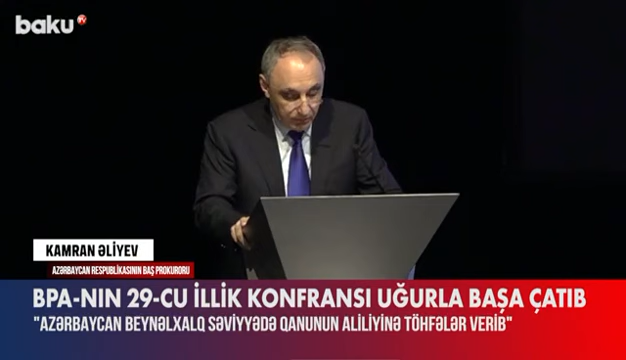 baku TV
KAMRAN ƏLİYEV
AZƏRBAYCAN RESPUBLİKASININ BAŞ PROKURORU
BPA-NIN 29-CU İLLİK KONFRANSI UĞURLA BAŞA ÇATIB
"AZƏRBAYCAN BEYNƏLXALQ SƏVİYYƏDƏ QANUNUN ALİLİYİNƏ TÖHFƏLƏR VERİB"